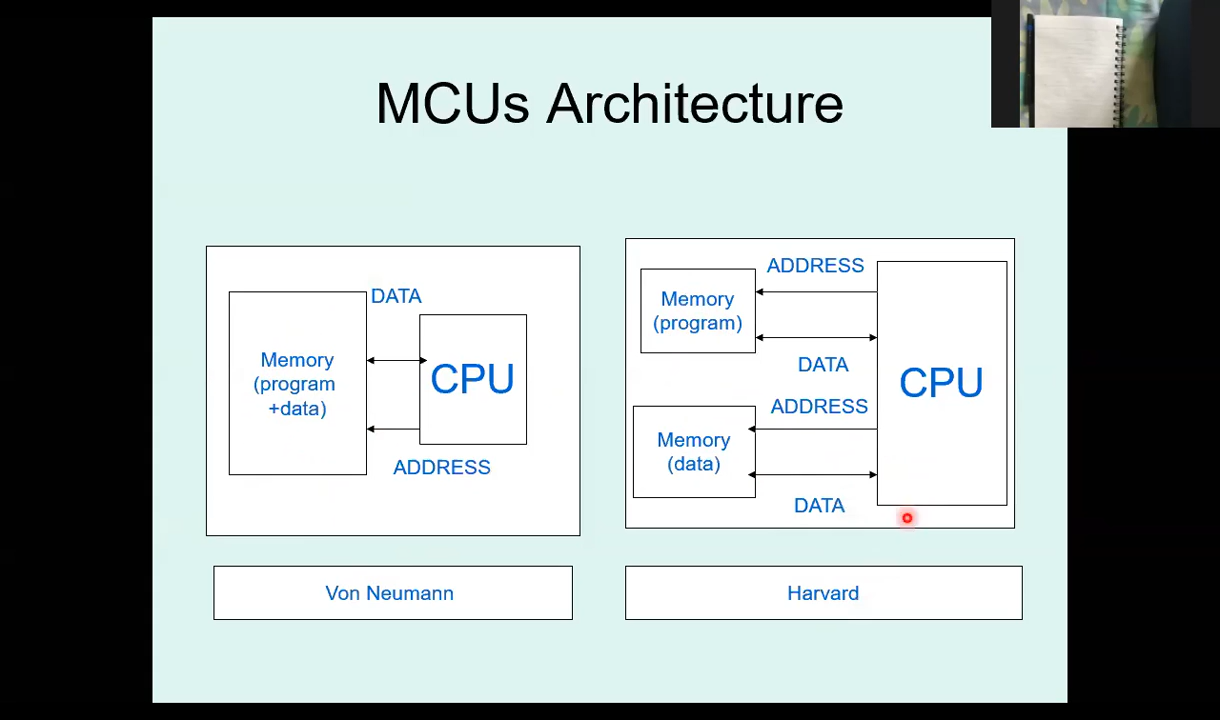 MCUs Architecture
DATA
Memory
(program
+data)
CPU
ADDRESS
Von Neumann
ADDRESS
Memory
(program)
DATA
CPU
ADDRESS
Memory
(data)
DATA
Harvard